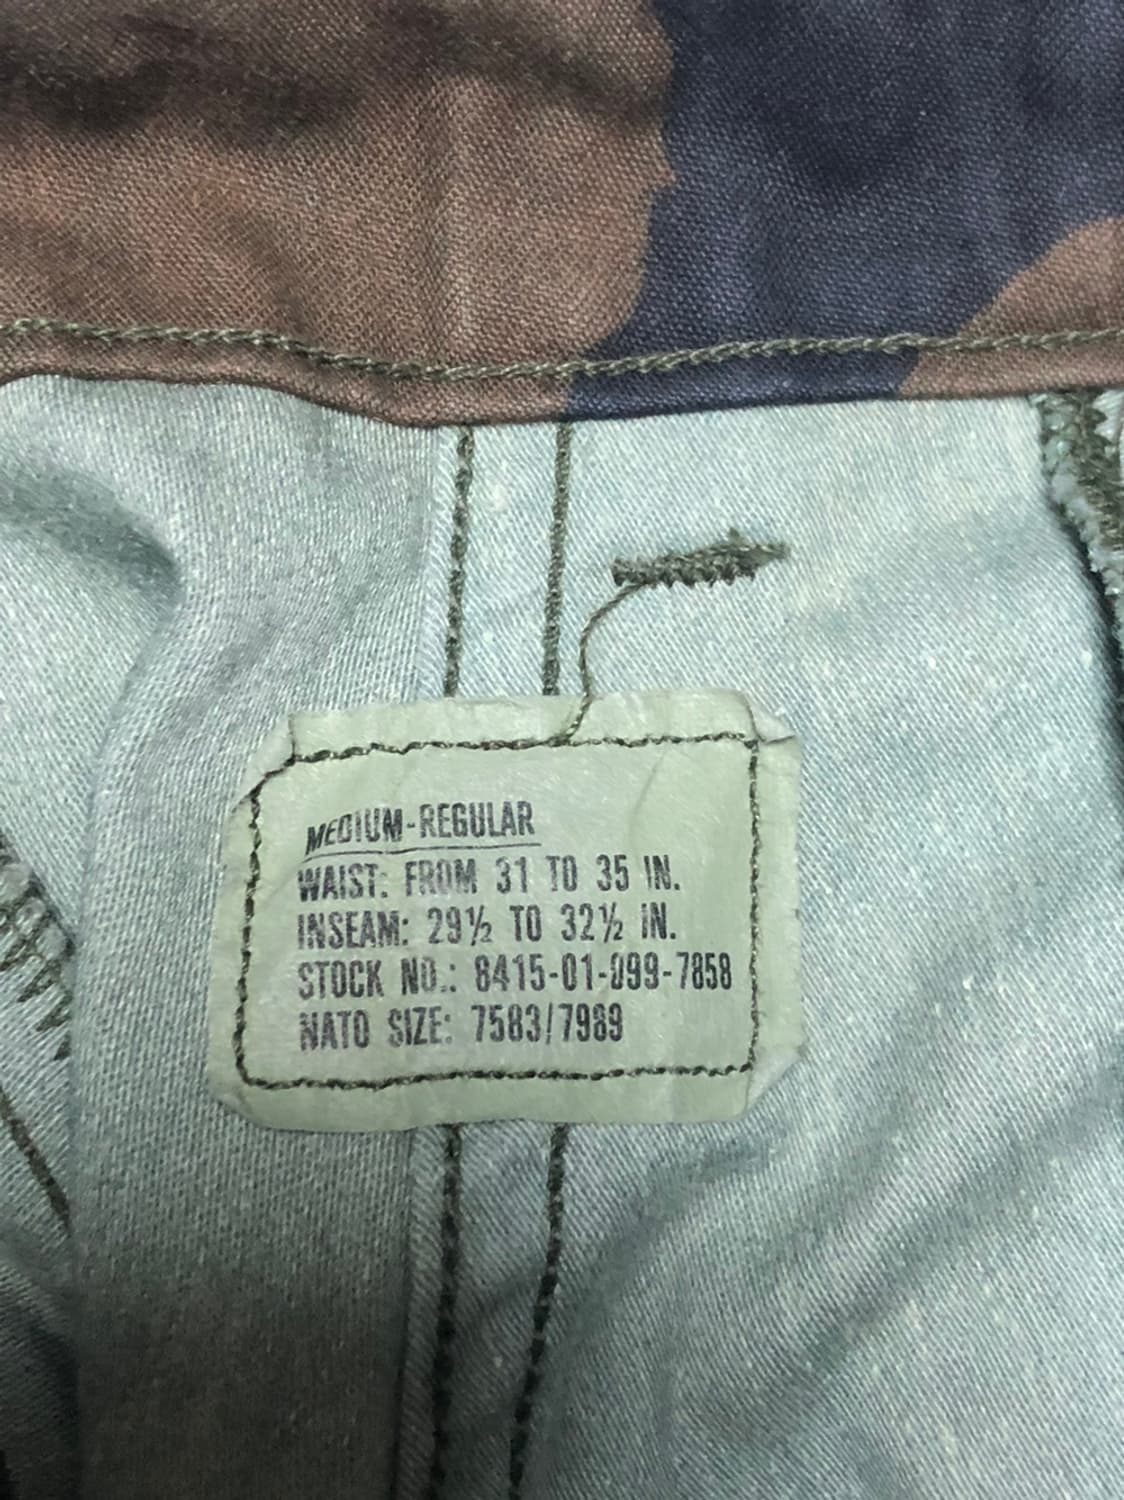 MEDIUM-REGULAR
WAIST: FROM 31 TO 35 IN.
INSEAM: 29½ TO 32½ IN.
STOCK NO.: 8415-01-099-7858
NATO SIZE: 7583/7989